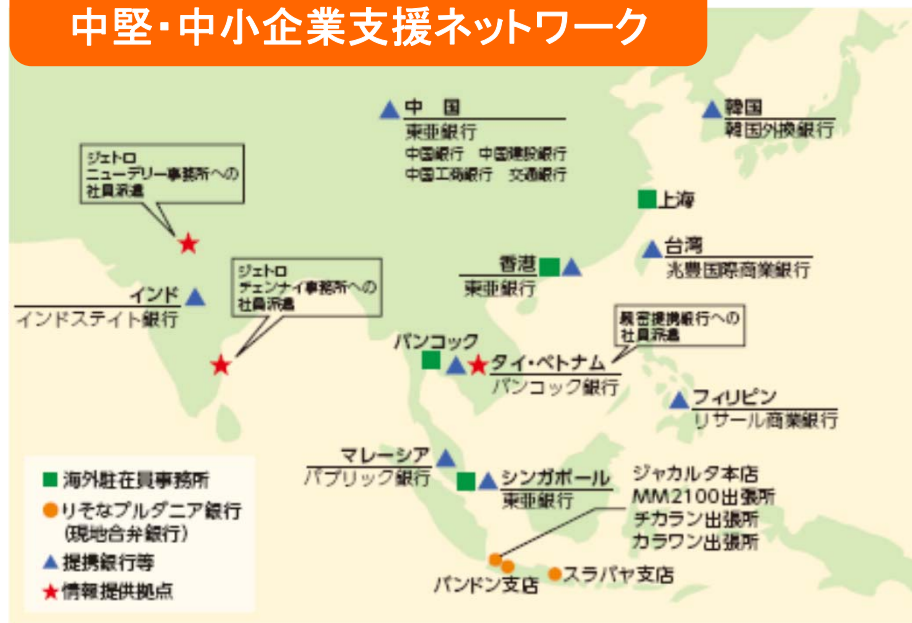 中堅・中小企業支援ネットワーク
中 国
東亜銀行
中国銀行 中国建設銀行
中国工商銀行 交通銀行
韓国
韓国外換銀行
ジェトロ
ニューデリー事務所への
社員派遣
上海
台湾
兆豊国際商業銀行
香港
東亜銀行
ジェトロ
チェンナイ事務所への
社員派遣
インド
インドステイト銀行
親密提携銀行への
社員派遣
バンコック
タイ・ベトナム
バンコック銀行
フィリピン
リサール商業銀行
マレーシア
パブリック銀行
シンガポール
東亜銀行
ジャカルタ本店
MM2100出張所
チカラン出張所
カラワン出張所
バンドン支店
スラバヤ支店
海外駐在員事務所
りそなプルダニア銀行
(現地合弁銀行)
提携銀行等
情報提供拠点